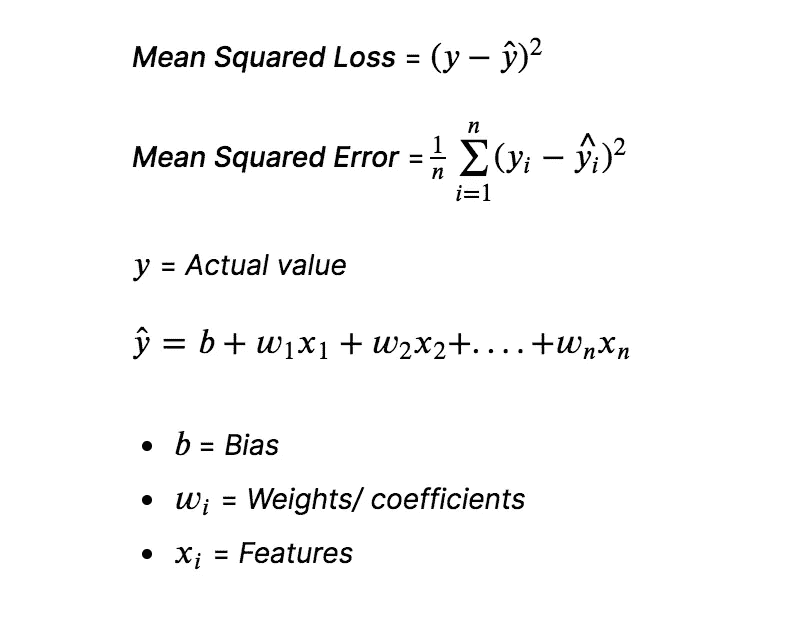 Mean Squared Loss = (y − ŷ)²
Mean Squared Error = 1/n ∑ⁿᵢ₌₁ (yᵢ − ŷᵢ)²
y = Actual value
ŷ = b + w₁x₁ + w₂x₂+....+wₙxₙ
• b = Bias
• wᵢ = Weights/ coefficients
• xᵢ = Features